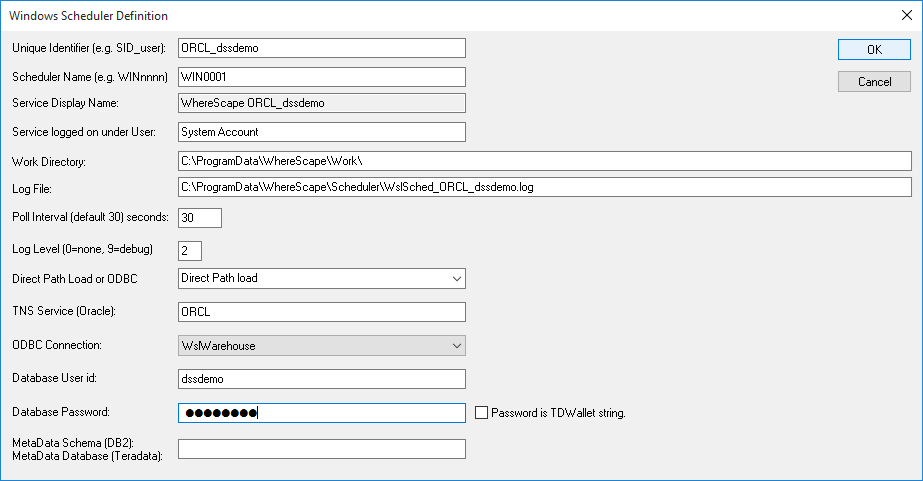 Windows Scheduler Definition
Unique Identifier (e.g. SID_user): ORCL_dssdemo OK
Scheduler Name (e.g. WINnnnn) WIN0001 Cancel
Service Display Name: WhereScape ORCL_dssdemo
Service logged on under User: System Account
Work Directory: C:\ProgramData\WhereScape\Work\
Log File: C:\ProgramData\WhereScape\Scheduler\WslSched_ORCL_dssdemo.log
Poll Interval (default 30) seconds: 30
Log Level (0=none, 9=debug) 2
Direct Path Load or ODBC Direct Path load
TNS Service (Oracle): ORCL
ODBC Connection: WslWarehouse
Database User id: dssdemo
Database Password: ●●●●●●●● Password is TDWallet string.
MetaData Schema (DB2):
MetaData Database (Teradata):